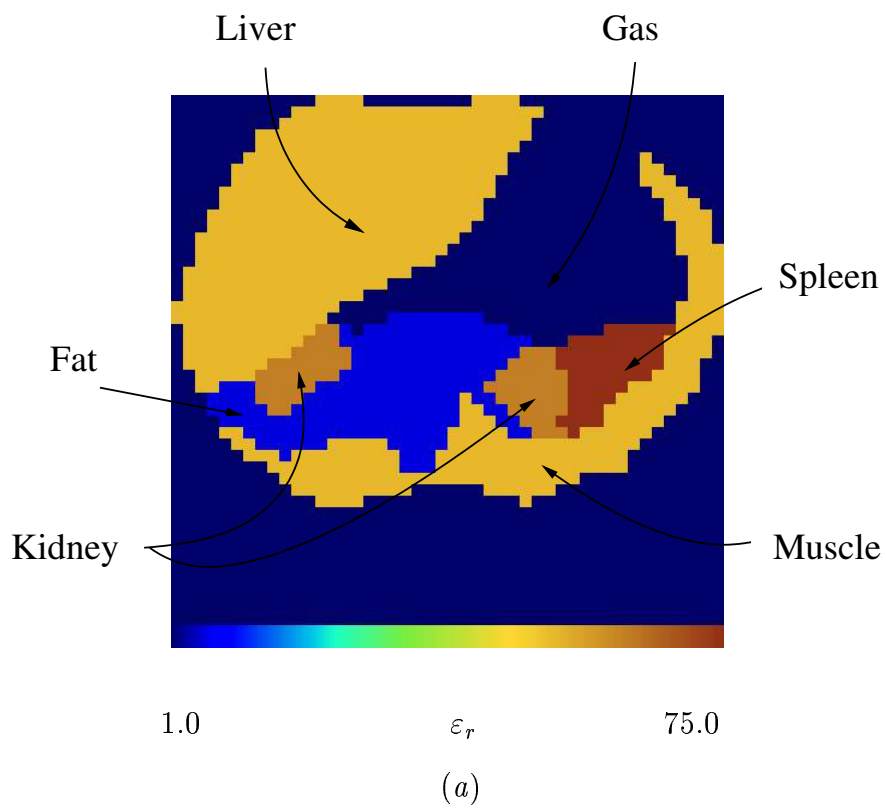 Liver
Gas
Spleen
Fat
Kidney
Muscle
1.0 εr 75.0
(a)